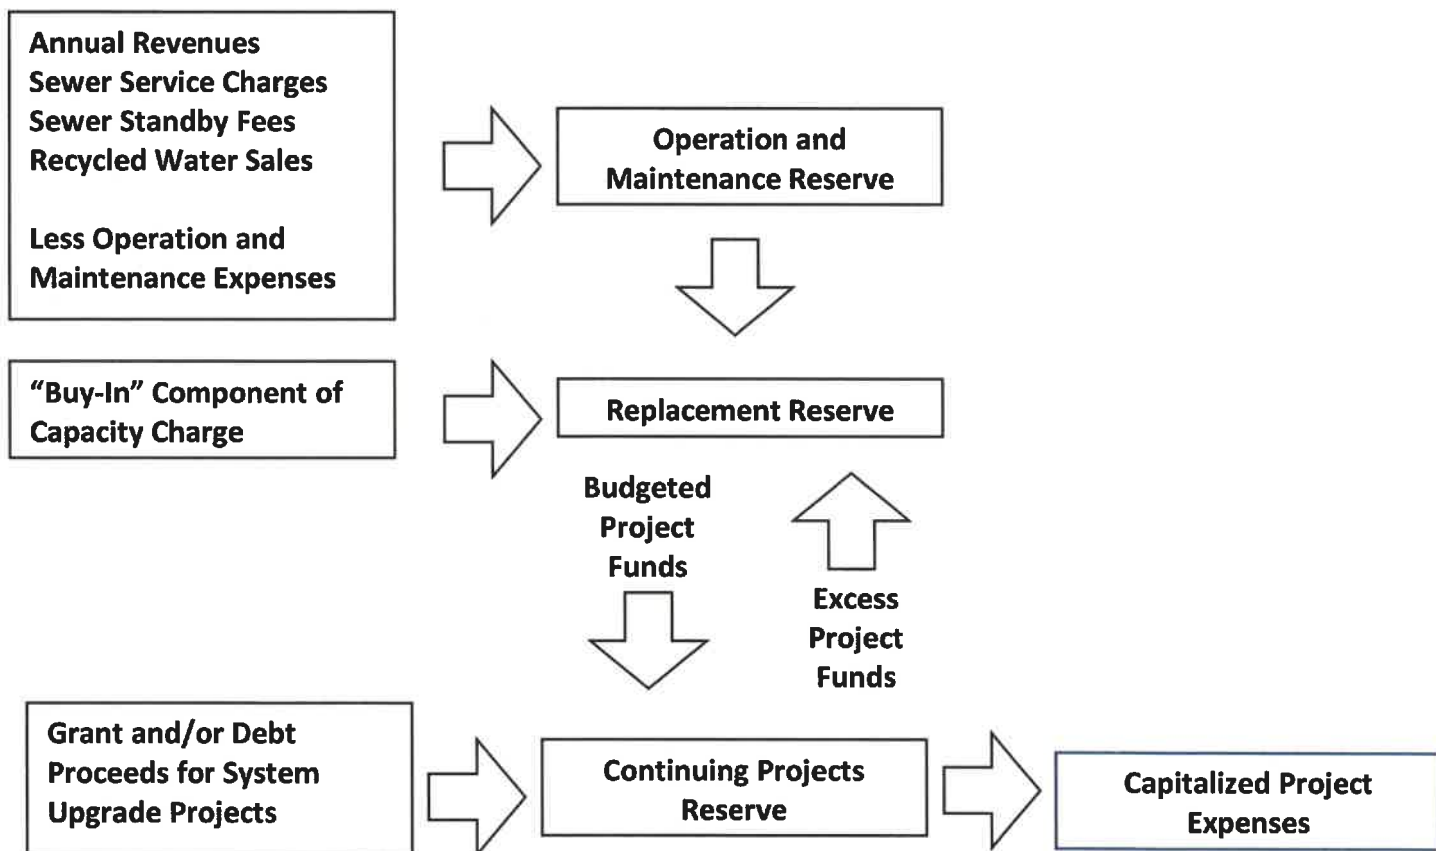 Annual Revenues
Sewer Service Charges
Sewer Standby Fees
Recycled Water Sales
Less Operation and
Maintenance Expenses
Operation and
Maintenance Reserve
“Buy-In” Component of
Capacity Charge
Replacement Reserve
Budgeted
Project
Funds
Excess
Project
Funds
Grant and/or Debt
Proceeds for System
Upgrade Projects
Continuing Projects
Reserve
Capitalized Project
Expenses